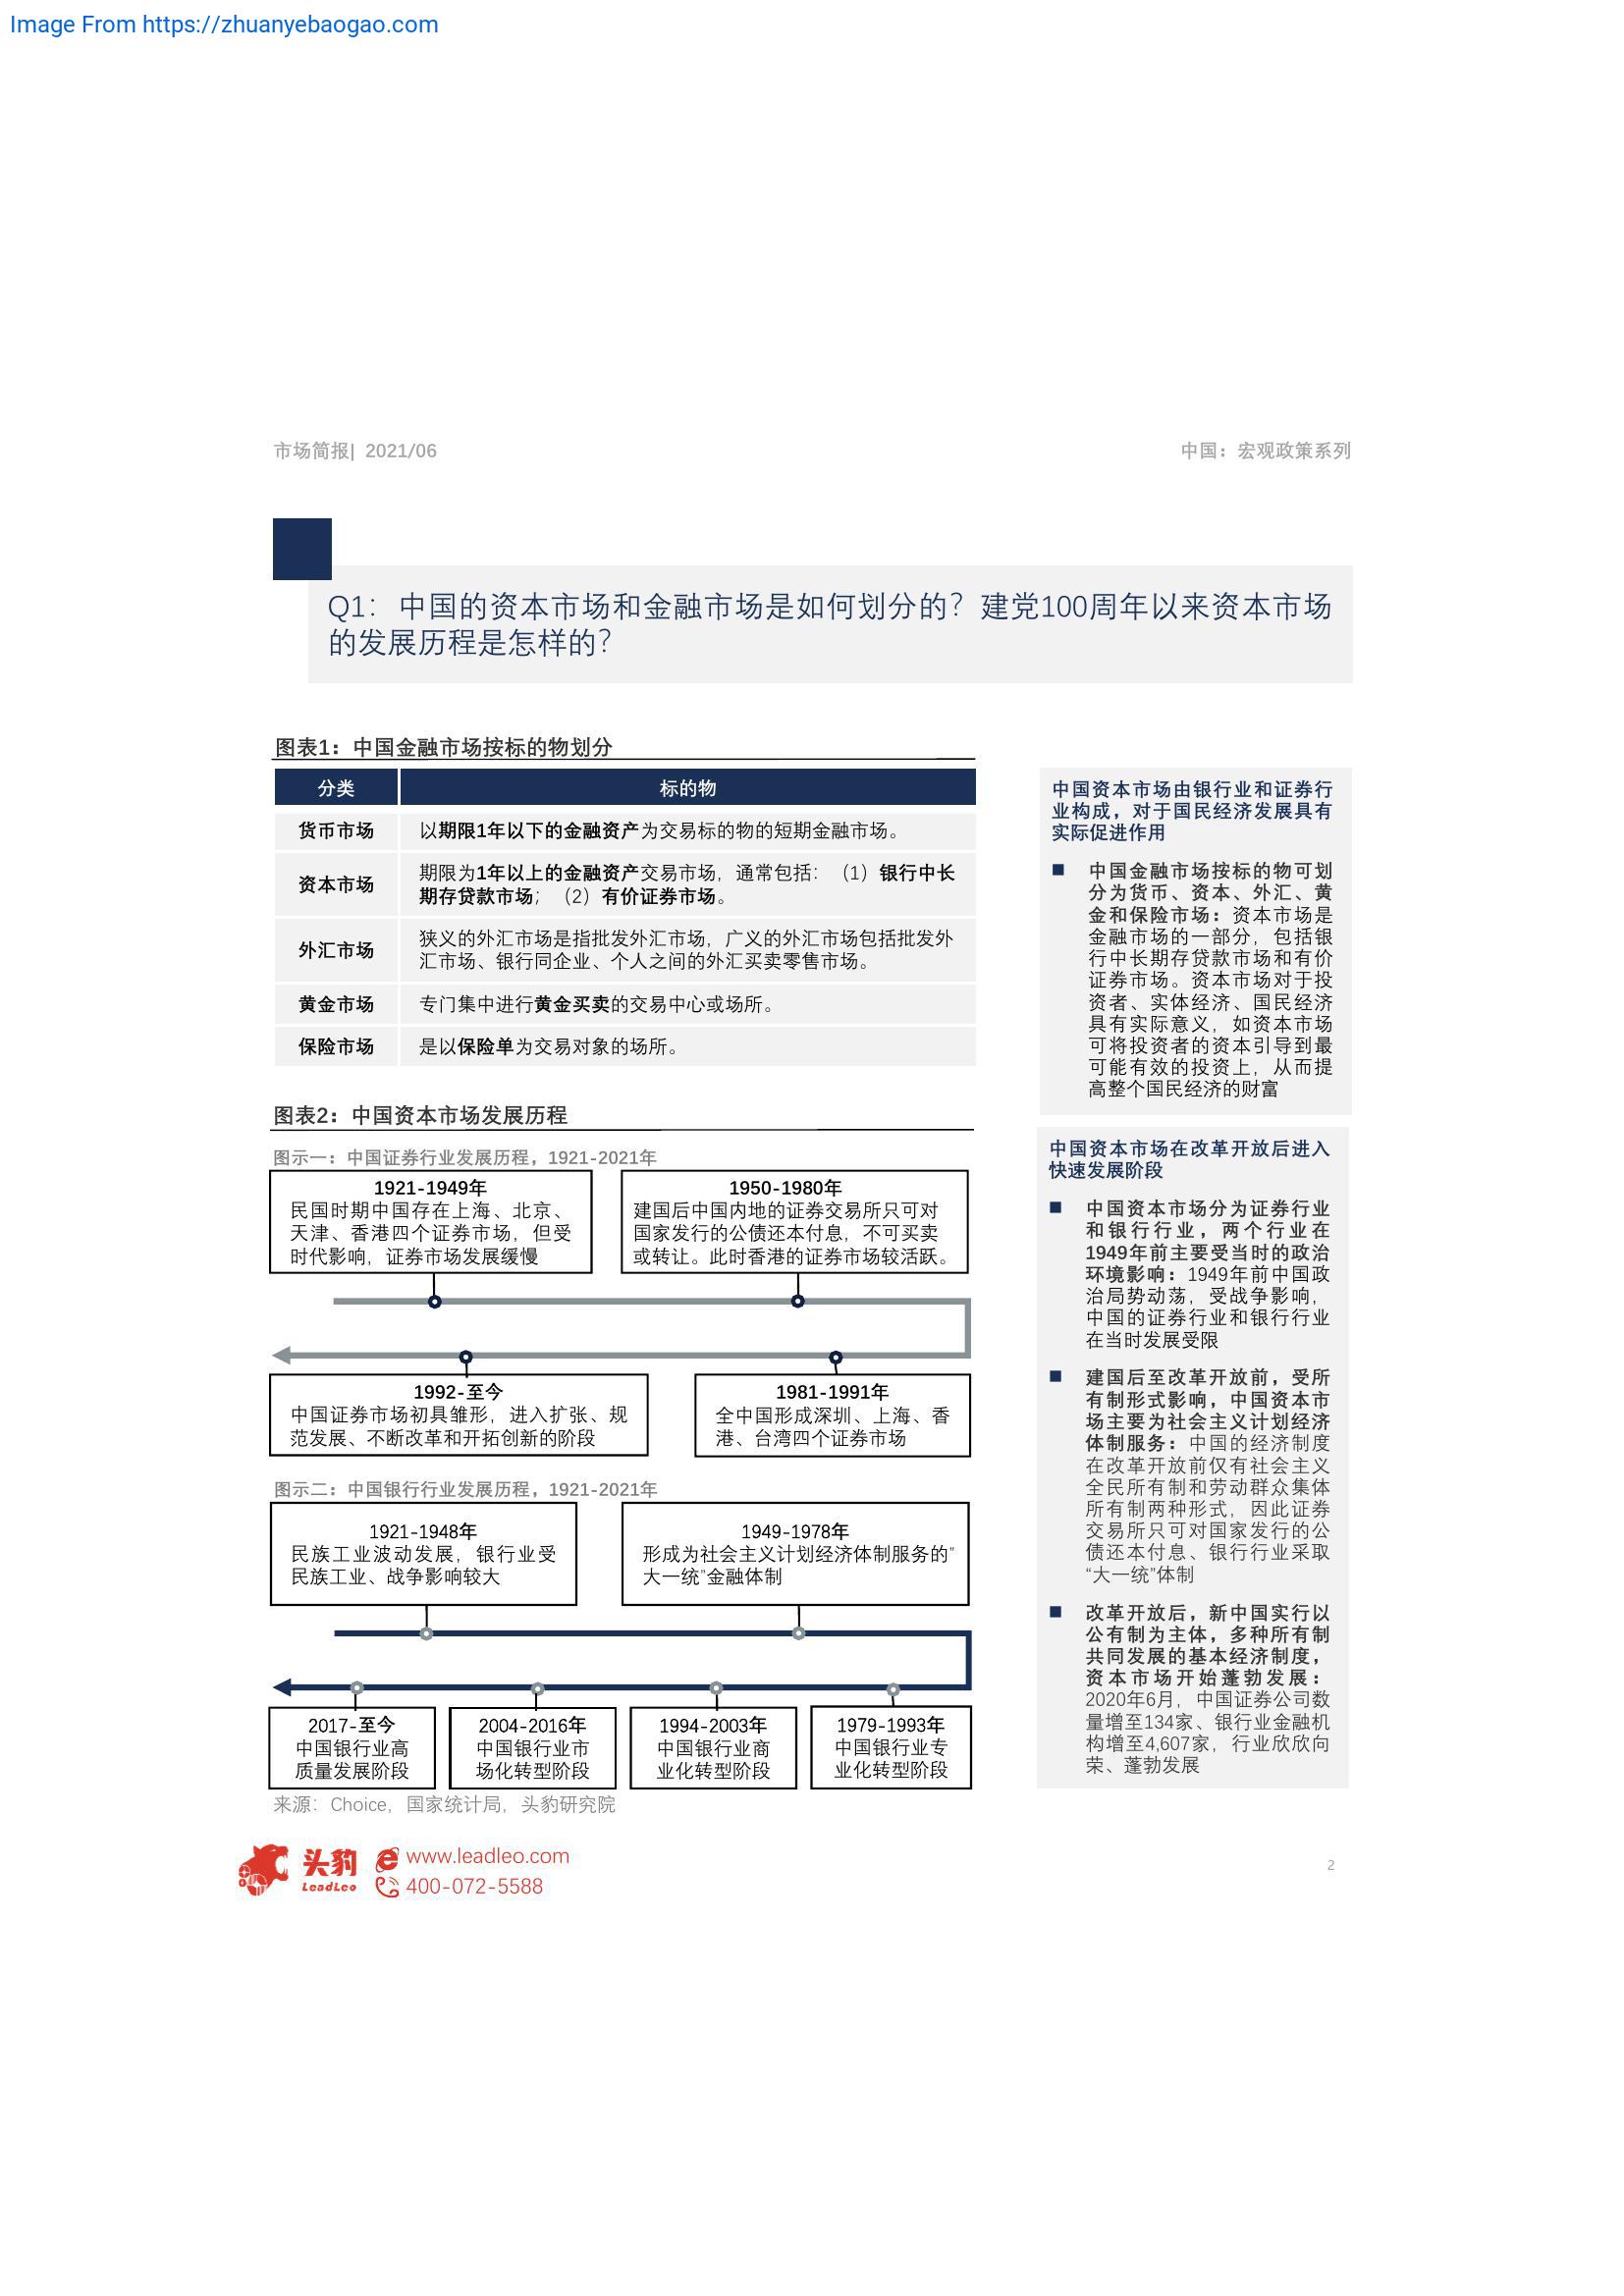 Image From https://zhuanyebaogao.com
市场简报| 2021/06
中国：宏观政策系列
Q1：中国的资本市场和金融市场是如何划分的？建党100周年以来资本市场
的发展历程是怎样的？
图表1：中国金融市场按标的物划分
分类
标的物
货币市场
以期限1年以下的金融资产为交易标的物的短期金融市场。
资本市场
期限为1年以上的金融资产交易市场，通常包括：（1）银行中长
期存贷款市场；（2）有价证券市场。
外汇市场
狭义的外汇市场是指批发外汇市场，广义的外汇市场包括批发外
汇市场、银行同企业、个人之间的外汇买卖零售市场。
黄金市场
专门集中进行黄金买卖的交易中心或场所。
保险市场
是以保险单为交易对象的场所。
图表2：中国资本市场发展历程
图示一：中国证券行业发展历程，1921-2021年
1921-1949年
民国时期中国存在上海、北京、
天津、香港四个证券市场，但受
时代影响，证券市场发展缓慢
1950-1980年
建国后中国内地的证券交易所只可对
国家发行的公债还本付息，不可买卖
或转让。此时香港的证券市场较活跃。
1992-至今
中国证券市场初具雏形，进入扩张、规
范发展、不断改革和开拓创新的阶段
1981-1991年
全中国形成深圳、上海、香
港、台湾四个证券市场
图示二：中国银行行业发展历程，1921-2021年
1921-1948年
民族工业波动发展，银行业受
民族工业、战争影响较大
1949-1978年
形成为社会主义计划经济体制服务的“
大一统”金融体制
2017-至今
中国银行业高
质量发展阶段
2004-2016年
中国银行业市
场化转型阶段
1994-2003年
中国银行业商
业化转型阶段
1979-1993年
中国银行业专
业化转型阶段
来源：Choice，国家统计局，头豹研究院
中国资本市场由银行业和证券行
业构成，对于国民经济发展具有
实际促进作用
■ 中国金融市场按标的物可划
分为货币、资本、外汇、黄
金和保险市场：资本市场是
金融市场的一部分，包括银
行中长期存贷款市场和有价
证券市场。资本市场对于投
资者、实体经济、国民经济
具有实际意义，如资本市场
可将投资者的资本引导到最
可能有效的投资上，从而提
高整个国民经济的财富
中国资本市场在改革开放后进入
快速发展阶段
■ 中国资本市场分为证券行业
和银行行业，两个行业在
1949年前主要受当时的政治
环境影响：1949年前中国政
治局势动荡，受战争影响，
中国的证券行业和银行行业
在当时发展受限
■ 建国后至改革开放前，受所
有制形式影响，中国资本市
场主要为社会主义计划经济
体制服务：中国的经济制度
在改革开放前仅有社会主义
全民所有制和劳动群众集体
所有制两种形式，因此证券
交易所只可对国家发行的公
债还本付息、银行行业采取
“大一统”体制
■ 改革开放后，新中国实行以
公有制为主体，多种所有制
共同发展的基本经济制度，
资本市场开始蓬勃发展：
2020年6月，中国证券公司数
量增至134家、银行业金融机
构增至4,607家，行业欣欣向
荣、蓬勃发展
头豹
LeadLeo
www.leadleo.com
400-072-5588
2